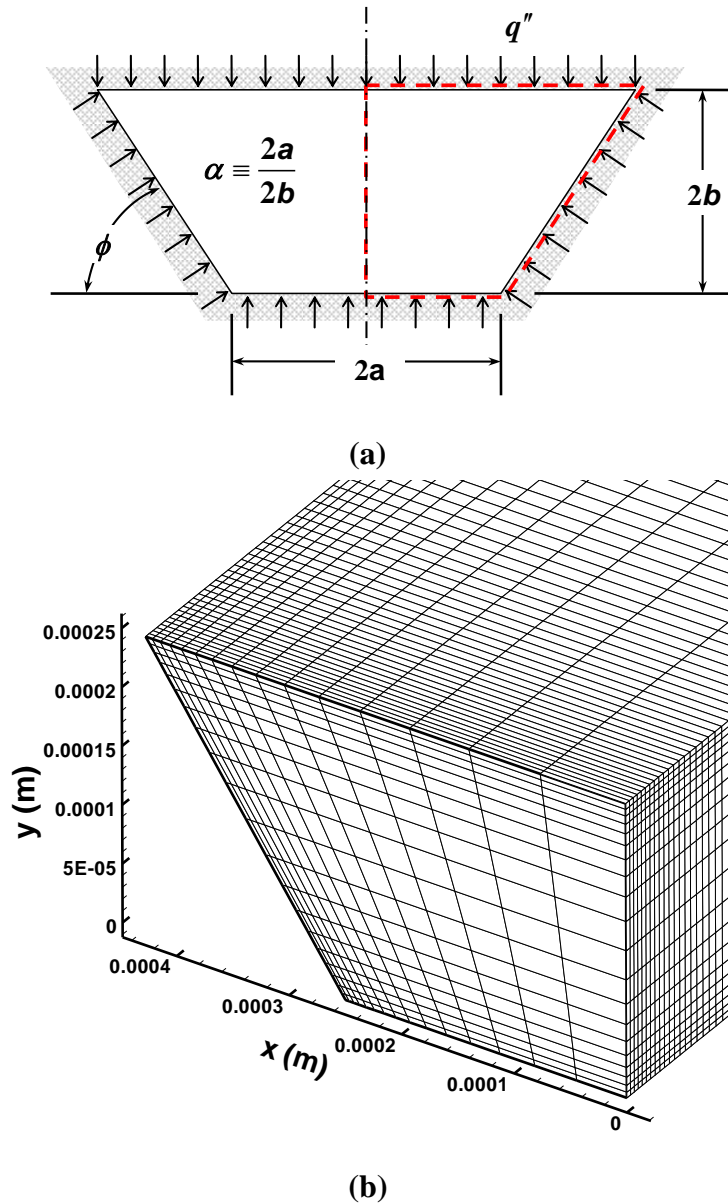 q″
α ≡ 2a / 2b
2b
ϕ
2a
(a)
0.00025
0.0002
0.00015
0.0001
5E-05
0
y (m)
0.0004
0.0003
0.0002
0.0001
0
x (m)
(b)